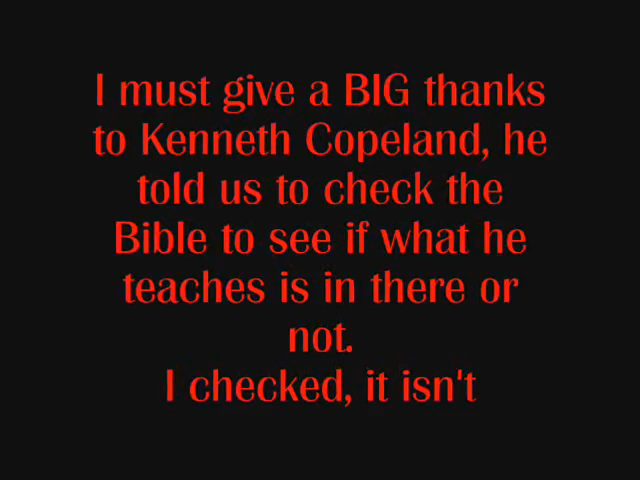 I must give a BIG thanks
to Kenneth Copeland, he
told us to check the
Bible to see if what he
teaches is in there or
not.
I checked, it isn't